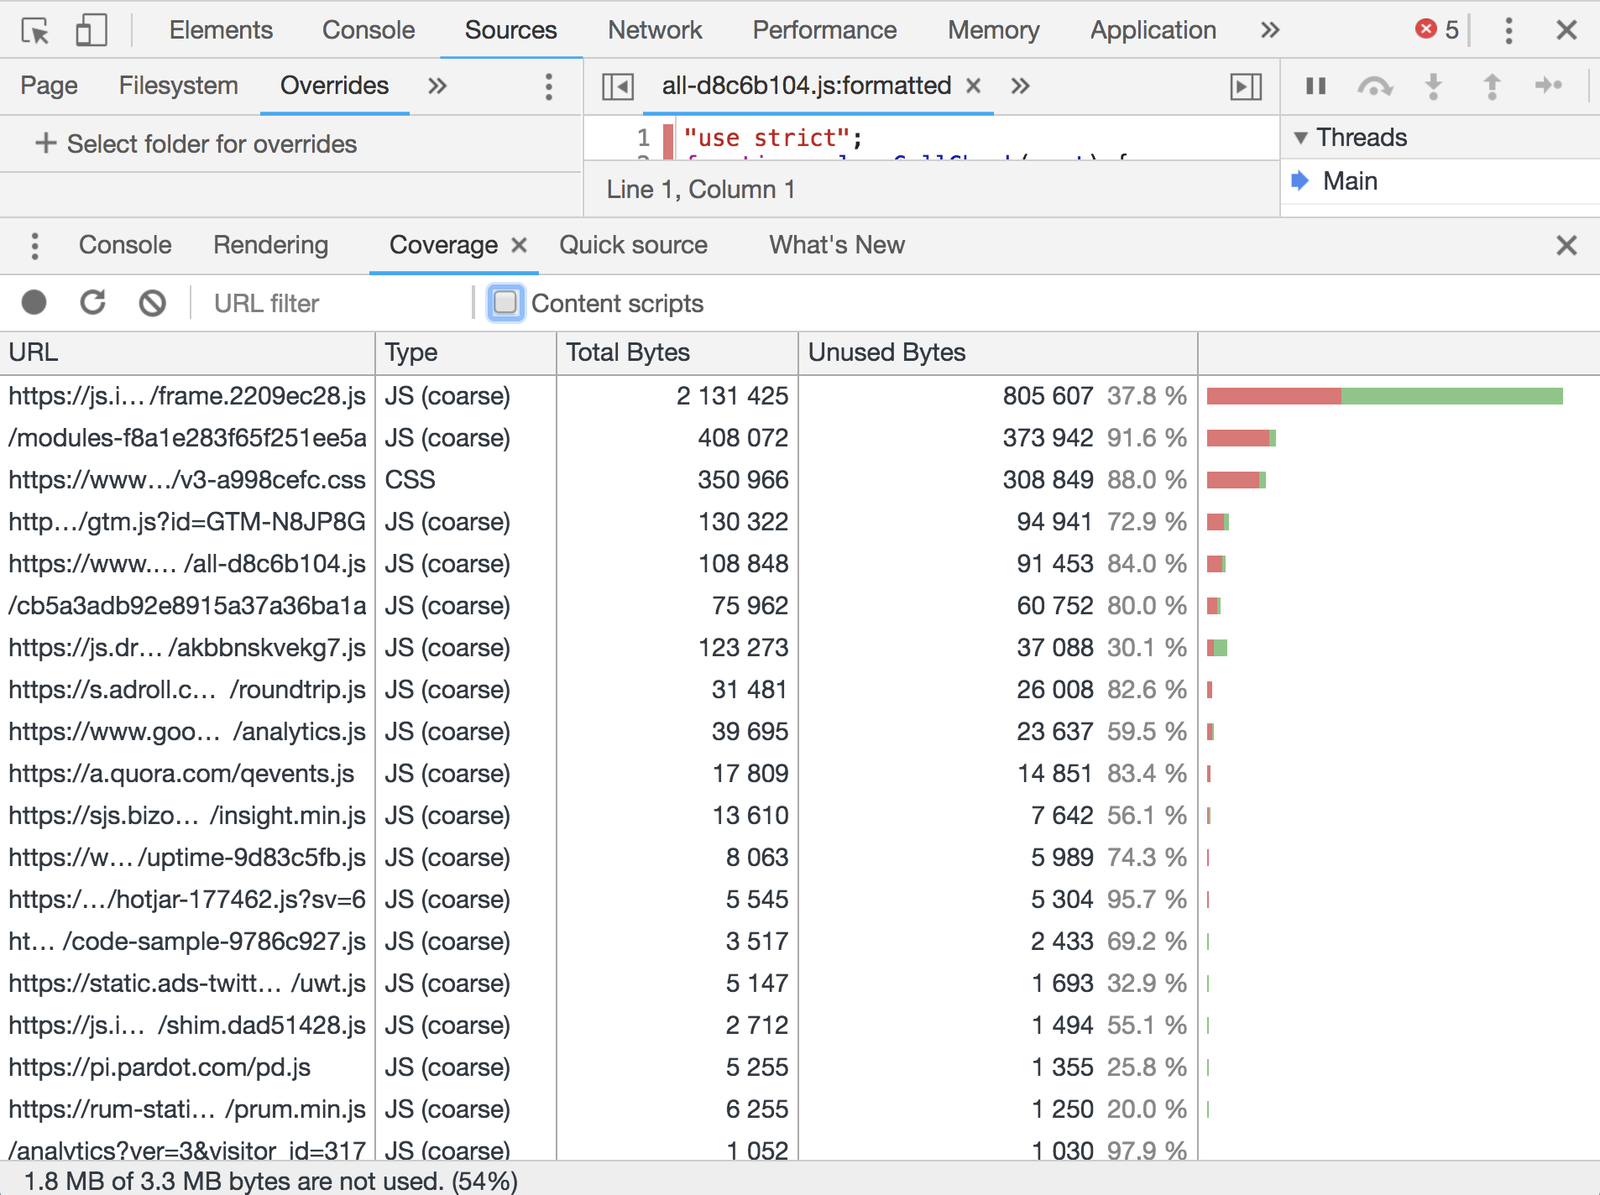 Elements Console Sources Network Performance Memory Application » 5
Page Filesystem Overrides » all-d8c6b104.js:formatted × »
+ Select folder for overrides
1 "use strict";
Line 1, Column 1
Threads
Main
Console Rendering Coverage × Quick source What's New
URL filter Content scripts
URL Type Total Bytes Unused Bytes
https://js.i… /frame.2209ec28.js JS (coarse) 2 131 425 805 607 37.8 %
/modules-f8a1e283f65f251ee5a JS (coarse) 408 072 373 942 91.6 %
https://www…/v3-a998cefc.css CSS 350 966 308 849 88.0 %
http…/gtm.js?id=GTM-N8JP8G JS (coarse) 130 322 94 941 72.9 %
https://www.… /all-d8c6b104.js JS (coarse) 108 848 91 453 84.0 %
/cb5a3adb92e8915a37a36ba1a JS (coarse) 75 962 60 752 80.0 %
https://js.dr… /akbbnskvekg7.js JS (coarse) 123 273 37 088 30.1 %
https://s.adroll.c… /roundtrip.js JS (coarse) 31 481 26 008 82.6 %
https://www.goo… /analytics.js JS (coarse) 39 695 23 637 59.5 %
https://a.quora.com/qevents.js JS (coarse) 17 809 14 851 83.4 %
https://sjs.bizo… /insight.min.js JS (coarse) 13 610 7 642 56.1 %
https://w… /uptime-9d83c5fb.js JS (coarse) 8 063 5 989 74.3 %
https:/…/hotjar-177462.js?sv=6 JS (coarse) 5 545 5 304 95.7 %
ht… /code-sample-9786c927.js JS (coarse) 3 517 2 433 69.2 %
https://static.ads-twitt… /uwt.js JS (coarse) 5 147 1 693 32.9 %
https://js.i… /shim.dad51428.js JS (coarse) 2 712 1 494 55.1 %
https://pi.pardot.com/pd.js JS (coarse) 5 255 1 355 25.8 %
https://rum-stati… /prum.min.js JS (coarse) 6 255 1 250 20.0 %
/analytics?ver=3&visitor_id=317 JS (coarse) 1 052 1 030 97.9 %
1.8 MB of 3.3 MB bytes are not used. (54%)